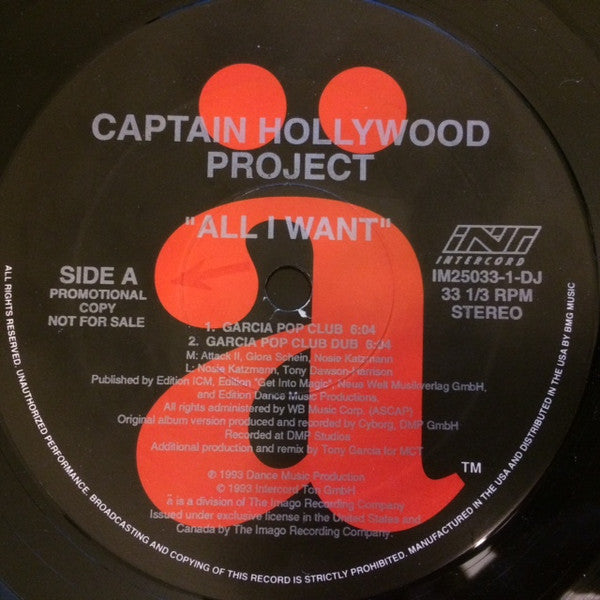 ä
CAPTAIN HOLLYWOOD
PROJECT
"ALL I WANT"
SIDE A
PROMOTIONAL
COPY
NOT FOR SALE
INT
INTERCORD
IM25033-1-DJ
33 1/3 RPM
STEREO
1. GARCIA POP CLUB 6:04
2. GARCIA POP CLUB DUB 6:34
M: Attack II, Glora Schein, Nosie Katzmann
L: Nosie Katzmann, Tony Dawson-Harrison
Published by Edition ICM, Edition "Get Into Magic", Neue Welt Musikverlag GmbH,
and Edition Dance Music Productions.
All rights administered by WB Music Corp. (ASCAP)
Original album version produced and recorded by Cyborg, DMP GmbH
Recorded at DMP Studios
Additional production and remix by Tony Garcia for MCT
TM
℗ 1993 Dance Music Production
© 1993 Intercord Ton GmbH
ä is a division of The Imago Recording Company
Issued under exclusive license in the United States and
Canada by The Imago Recording Company.
ALL RIGHTS RESERVED. UNAUTHORIZED PERFORMANCE, BROADCASTING AND COPYING OF THIS RECORD IS STRICTLY PROHIBITED. MANUFACTURED IN THE USA AND DISTRIBUTED IN THE USA BY BMG MUSIC